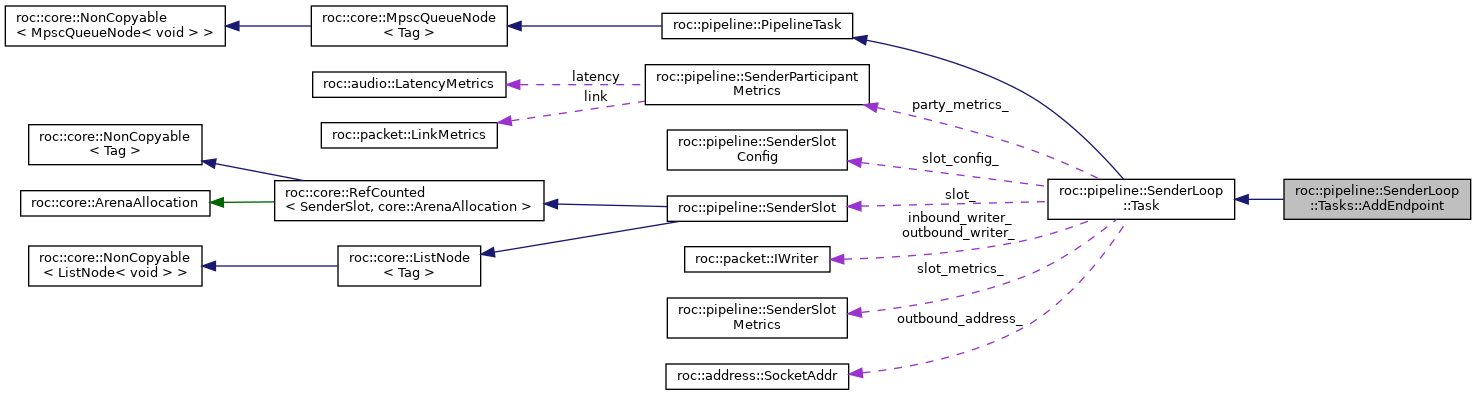 roc::core::NonCopyable
< MpscQueueNode< void > >
roc::core::MpscQueueNode
< Tag >
roc::pipeline::PipelineTask
roc::audio::LatencyMetrics
latency
link
roc::pipeline::SenderParticipant
Metrics
party_metrics_
roc::packet::LinkMetrics
roc::core::NonCopyable
< Tag >
roc::pipeline::SenderSlot
Config
slot_config_
roc::core::ArenaAllocation
roc::core::RefCounted
< SenderSlot, core::ArenaAllocation >
roc::pipeline::SenderSlot
slot_
roc::pipeline::SenderLoop
::Task
roc::pipeline::SenderLoop
::Tasks::AddEndpoint
inbound_writer_
outbound_writer_
roc::core::NonCopyable
< ListNode< void > >
roc::core::ListNode
< Tag >
roc::packet::IWriter
slot_metrics_
roc::pipeline::SenderSlot
Metrics
outbound_address_
roc::address::SocketAddr